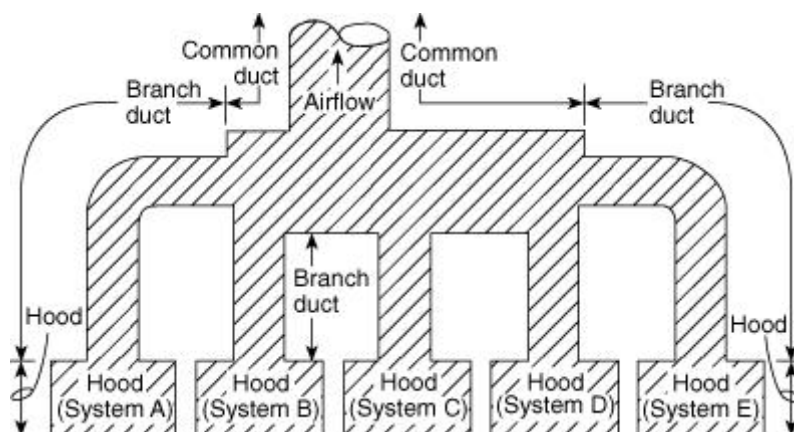 Common
duct
Common
duct
Branch
duct
Airflow
Branch
duct
Branch
duct
Hood
Hood
Hood
(System A)
Hood
(System B)
Hood
(System C)
Hood
(System D)
Hood
(System E)